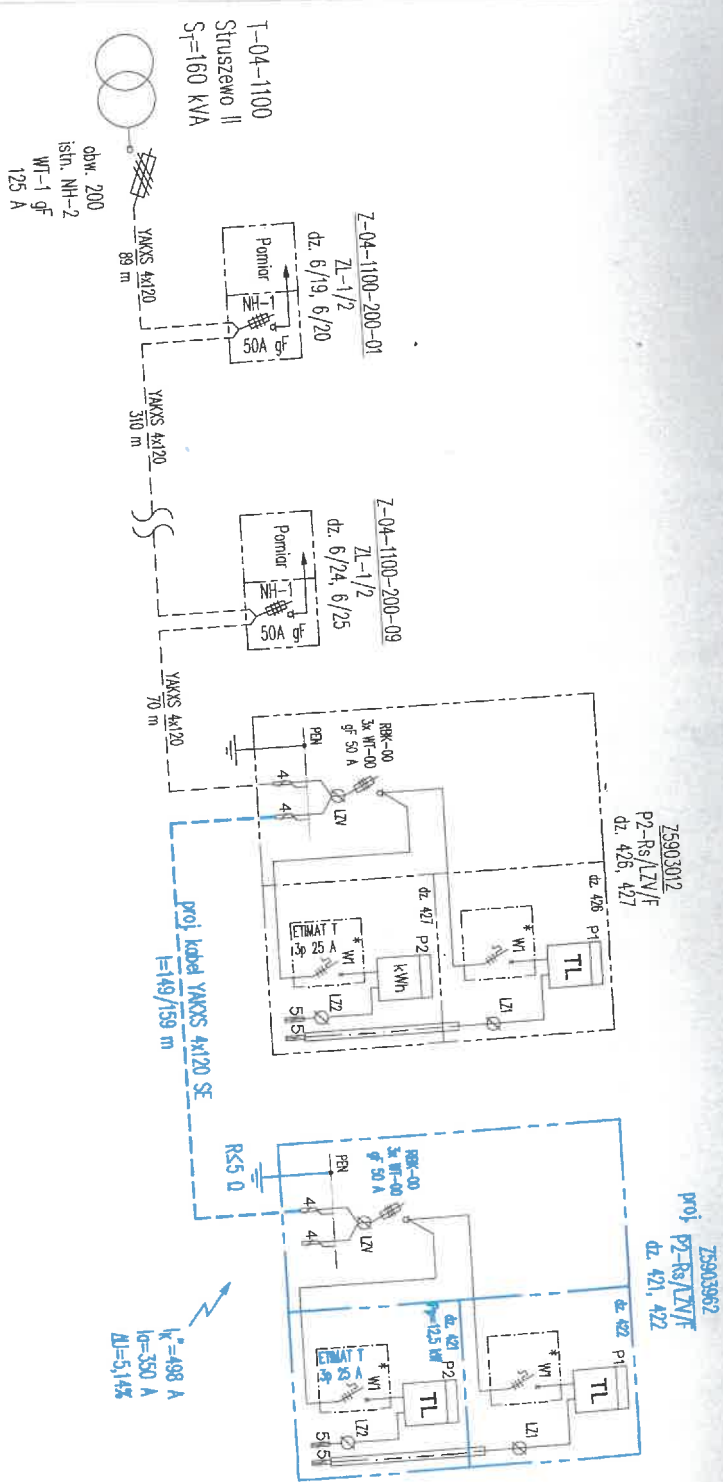 T-04-1100
Struszewo II
ST=160 kVA
obw. 200
istn. NH-2
WT-1 gF
125 A
YAKXS 4x120
89 m
Z-04-1100-200-01
ZL-1/2
dz. 6/19, 6/20
Pomiar
NH-1
50A gF
YAKXS 4x120
310 m
Z-04-1100-200-09
ZL-1/2
dz. 6/24, 6/25
Pomiar
NH-1
50A gF
YAKXS 4x120
70 m
Z5903012
P2-Rs/LZV/F
dz. 426, 427
RBK-00
3x WT-00
gF 50 A
PEN
4
4
LZV
dz. 426
P1
TL
* W1
LZ1
dz. 427
P2
kWh
* W1
ETIMAT T
3p 25 A
LZ2
5
5
proj. kabel YAKXS 4x120 SE
l=149/159 m
Z5903962
proj. P2-Rs/LZV/F
dz. 421, 422
RBK-00
3x WT-00
gF 50 A
PEN
R≤5 Ω
4
4
LZV
dz. 422
P1
TL
* W1
LZ1
dz. 421
Pp=12,5 kW
P2
TL
* W1
ETIMAT T
3p 25 A
LZ2
5
5
Ik"=498 A
Ia=350 A
ΔU=5,14%